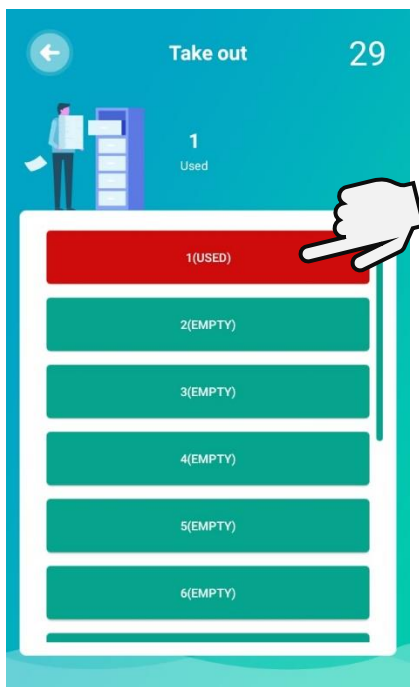 Take out 29
1
Used
1(USED)
2(EMPTY)
3(EMPTY)
4(EMPTY)
5(EMPTY)
6(EMPTY)